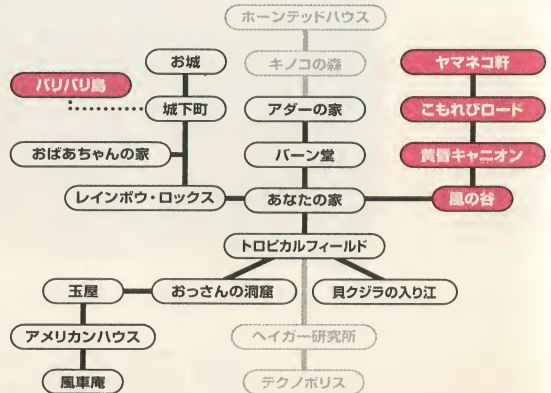 ホーンテッドハウス
お城
キノコの森
ヤマネコ軒
バリバリ島
城下町
アダーの家
こもれびロード
おばあちゃんの家
バーン堂
黄昏キャニオン
レインボウ・ロックス
あなたの家
風の谷
トロピカルフィールド
玉屋
おっさんの洞窟
貝クジラの入り江
アメリカンハウス
ヘイガー研究所
風車庵
テクノポリス